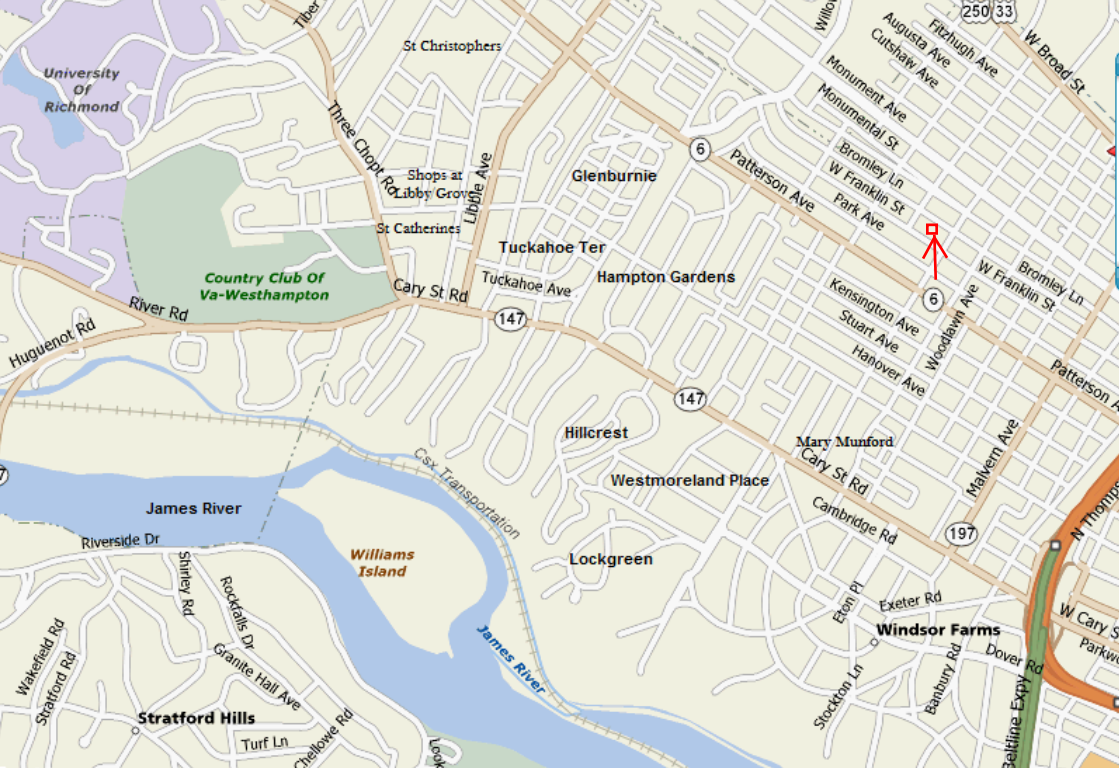 250 33
Tiber
Willow
Fitzhugh Ave
Augusta Ave
Cutshaw Ave
W Broad St
St Christophers
University
Of
Richmond
Monument Ave
Monumental St
Three Chopt Rd
6
Bromley Ln
W Franklin St
Patterson Ave
Park Ave
Glenburnie
Shops at
Libby Grove
Libbie Ave
St Catherines
Tuckahoe Ter
Hampton Gardens
Tuckahoe Ave
Country Club Of
Va-Westhampton
Cary St Rd
River Rd
Huguenot Rd
147
Bromley Ln
W Franklin St
6
Kensington Ave
Stuart Ave
Hanover Ave
Woodlawn Ave
Patterson A
147
Hillcrest
Mary Munford
Cary St Rd
Malvern Ave
Westmoreland Place
Csx Transportation
7
James River
Cambridge Rd
197
N Thomps
Riverside Dr
Williams
Island
Lockgreen
Shirley Rd
Rockfalls Dr
Eton Pl
Exeter Rd
W Cary S
Windsor Farms
Parkw
James River
Dover Rd
Wakefield Rd
Stratford Rd
Granite Hall Ave
Stockton Ln
Banbury Rd
Beltline Expy
Stratford Hills
Turf Ln
Chellowe Rd
Look